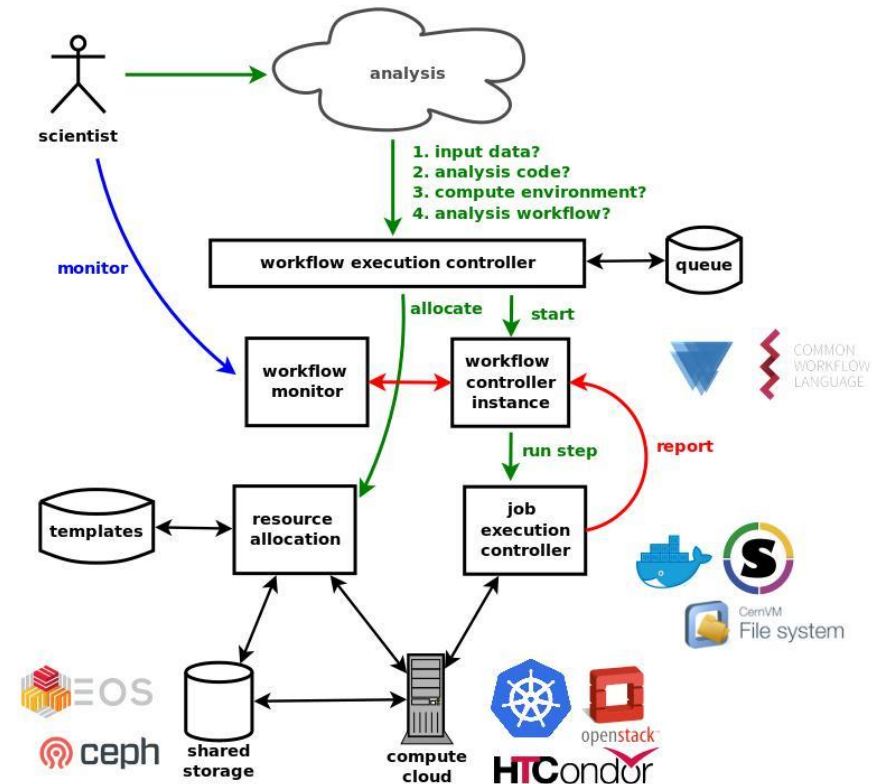 analysis
scientist
1. input data?
2. analysis code?
3. compute environment?
4. analysis workflow?
workflow execution controller
queue
monitor
allocate
start
workflow
monitor
workflow
controller
instance
COMMON
WORKFLOW
LANGUAGE
run step
report
templates
resource
allocation
job
execution
controller
S
CernVM
File system
EOS
ceph
shared
storage
compute
cloud
openstack
HTCondor